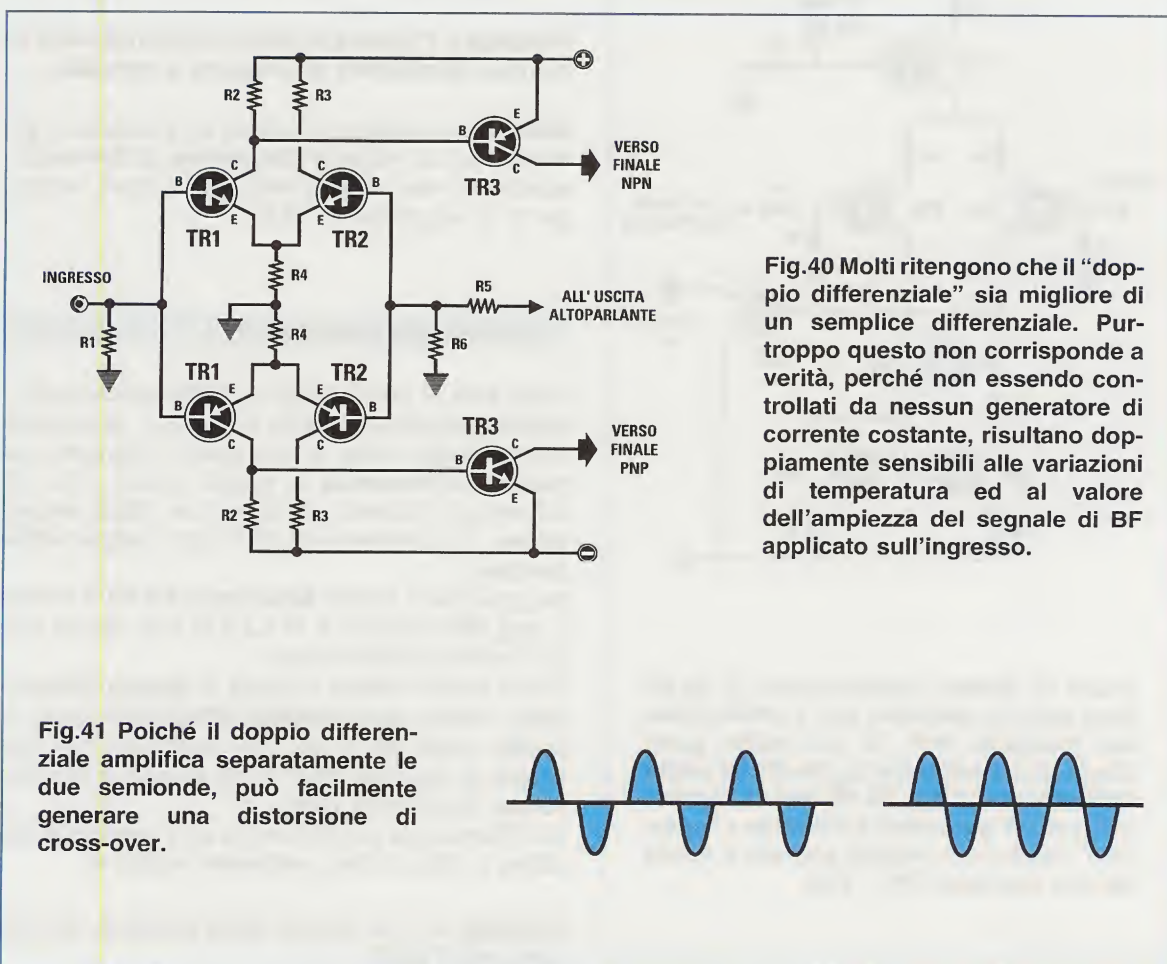 R2
R3
+
E
B
C
VERSO
FINALE
NPN
TR3
C
C
B
B
E
E
TR1
TR2
R4
INGRESSO
R5
ALL' USCITA
ALTOPARLANTE
R1
R4
R6
TR1
TR2
E
E
B
B
C
C
TR3
C
B
E
VERSO
FINALE
PNP
R2
R3
-
Fig.40 Molti ritengono che il “dop-
pio differenziale” sia migliore di
un semplice differenziale. Pur-
troppo questo non corrisponde a
verità, perché non essendo con-
trollati da nessun generatore di
corrente costante, risultano dop-
piamente sensibili alle variazioni
di temperatura ed al valore
dell'ampiezza del segnale di BF
applicato sull'ingresso.
Fig.41 Poiché il doppio differen-
ziale amplifica separatamente le
due semionde, può facilmente
generare una distorsione di
cross-over.